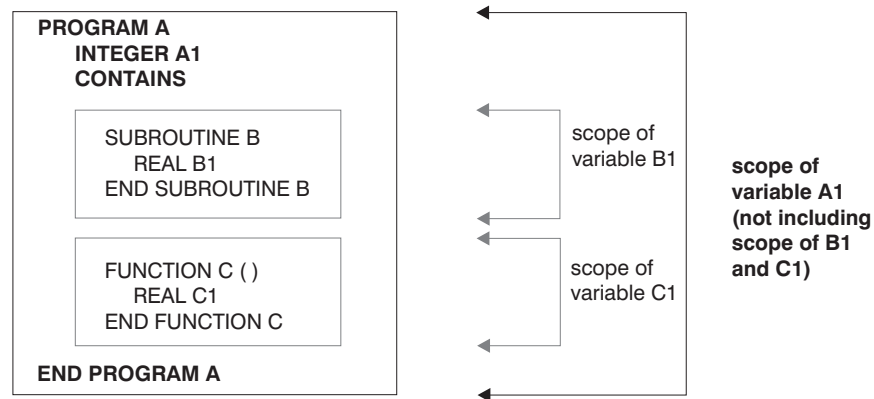 PROGRAM A
INTEGER A1
CONTAINS
SUBROUTINE B
REAL B1
END SUBROUTINE B
FUNCTION C ( )
REAL C1
END FUNCTION C
END PROGRAM A
scope of
variable B1
scope of
variable C1
scope of
variable A1
(not including
scope of B1
and C1)